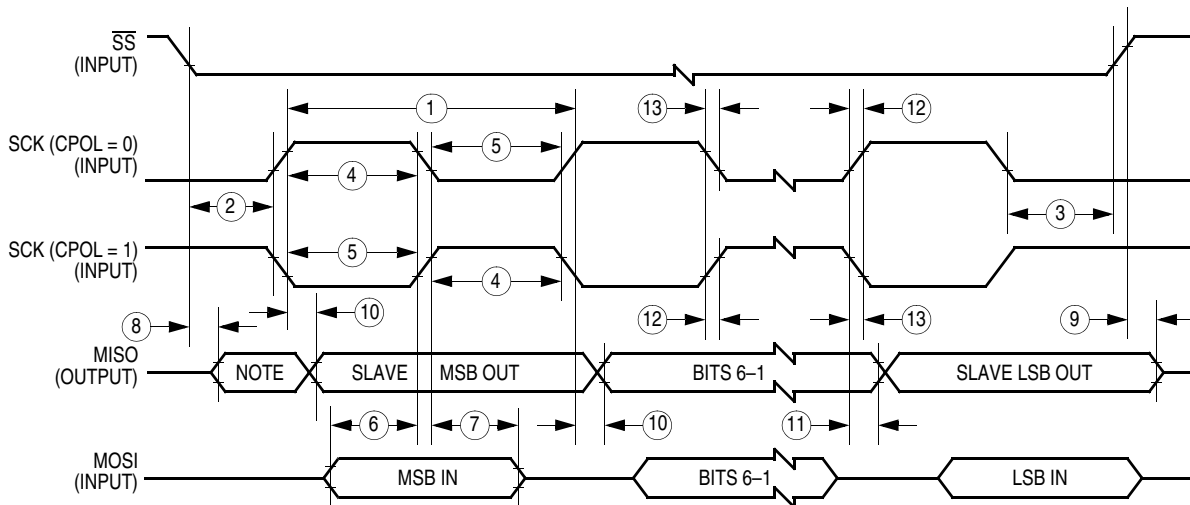 SS
(INPUT)
1
13
12
SCK (CPOL = 0)
(INPUT)
5
4
2
3
SCK (CPOL = 1)
(INPUT)
5
4
8
10
12
13
9
MISO
(OUTPUT)
NOTE
SLAVE MSB OUT
BITS 6–1
SLAVE LSB OUT
6
7
10
11
MOSI
(INPUT)
MSB IN
BITS 6–1
LSB IN